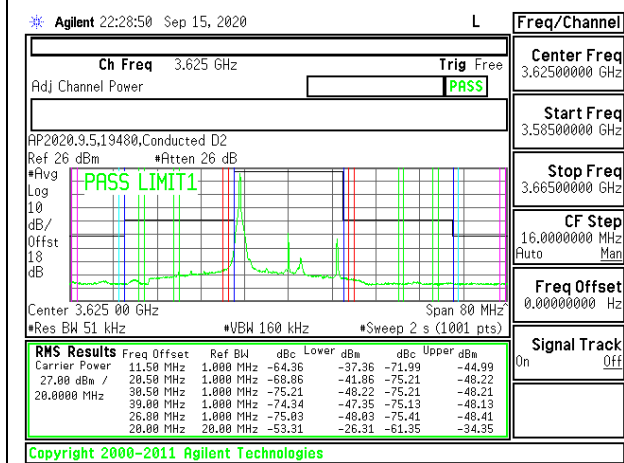 Agilent 22:28:50 Sep 15, 2020 L
Freq/Channel
Ch Freq 3.625 GHz Trig Free
Adj Channel Power PASS
Center Freq
3.62500000 GHz
Start Freq
3.58500000 GHz
Stop Freq
3.66500000 GHz
CF Step
16.0000000 MHz
Auto Man
Freq Offset
0.00000000 Hz
Signal Track
On Off
AP2020.9.5,19480,Conducted D2
Ref 26 dBm #Atten 26 dB
#Avg
Log
10
dB/
Offst
18
dB
PASS LIMIT1
Center 3.625 00 GHz Span 80 MHz^
#Res BW 51 kHz #VBW 160 kHz #Sweep 2 s (1001 pts)
RMS Results Freq Offset Ref BW dBc Lower dBm dBc Upper dBm
Carrier Power 11.50 MHz 1.000 MHz -64.36 -37.36 -71.99 -44.99
27.00 dBm / 20.50 MHz 1.000 MHz -68.86 -41.86 -75.21 -48.22
20.0000 MHz 30.50 MHz 1.000 MHz -75.21 -48.22 -75.21 -48.21
39.00 MHz 1.000 MHz -74.34 -47.35 -75.13 -48.13
26.80 MHz 1.000 MHz -75.03 -48.03 -75.41 -48.41
20.00 MHz 20.00 MHz -53.31 -26.31 -61.35 -34.35
Copyright 2000-2011 Agilent Technologies